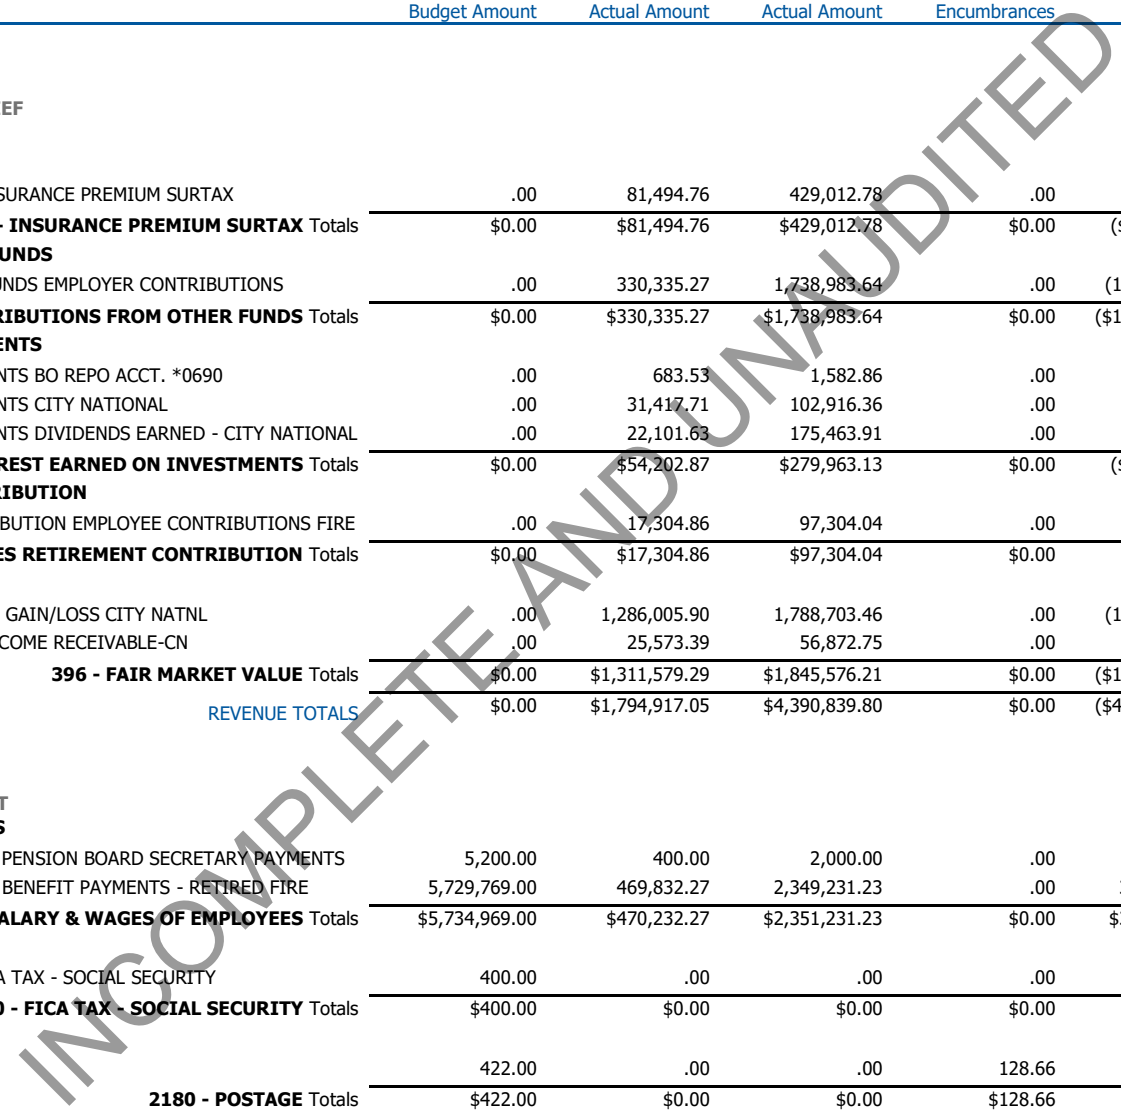 Budget Amount Actual Amount Actual Amount Encumbrances
EF
SURANCE PREMIUM SURTAX .00 81,494.76 429,012.78 .00
- INSURANCE PREMIUM SURTAX Totals $0.00 $81,494.76 $429,012.78 $0.00 ($
UNDS
UNDS EMPLOYER CONTRIBUTIONS .00 330,335.27 1,738,983.64 .00 (1
RIBUTIONS FROM OTHER FUNDS Totals $0.00 $330,335.27 $1,738,983.64 $0.00 ($1
ENTS
NTS BO REPO ACCT. *0690 .00 683.53 1,582.86 .00
NTS CITY NATIONAL .00 31,417.71 102,916.36 .00
NTS DIVIDENDS EARNED - CITY NATIONAL .00 22,101.63 175,463.91 .00
REST EARNED ON INVESTMENTS Totals $0.00 $54,202.87 $279,963.13 $0.00 ($
RIBUTION
IBUTION EMPLOYEE CONTRIBUTIONS FIRE .00 17,304.86 97,304.04 .00
ES RETIREMENT CONTRIBUTION Totals $0.00 $17,304.86 $97,304.04 $0.00
GAIN/LOSS CITY NATNL .00 1,286,005.90 1,788,703.46 .00 (1
COME RECEIVABLE-CN .00 25,573.39 56,872.75 .00
396 - FAIR MARKET VALUE Totals $0.00 $1,311,579.29 $1,845,576.21 $0.00 ($1
REVENUE TOTALS $0.00 $1,794,917.05 $4,390,839.80 $0.00 ($4
T
S
PENSION BOARD SECRETARY PAYMENTS 5,200.00 400.00 2,000.00 .00
BENEFIT PAYMENTS - RETIRED FIRE 5,729,769.00 469,832.27 2,349,231.23 .00
ALARY & WAGES OF EMPLOYEES Totals $5,734,969.00 $470,232.27 $2,351,231.23 $0.00 $
A TAX - SOCIAL SECURITY 400.00 .00 .00 .00
0 - FICA TAX - SOCIAL SECURITY Totals $400.00 $0.00 $0.00 $0.00
422.00 .00 .00 128.66
2180 - POSTAGE Totals $422.00 $0.00 $0.00 $128.66
INCOMPLETE AND UNAUDITED